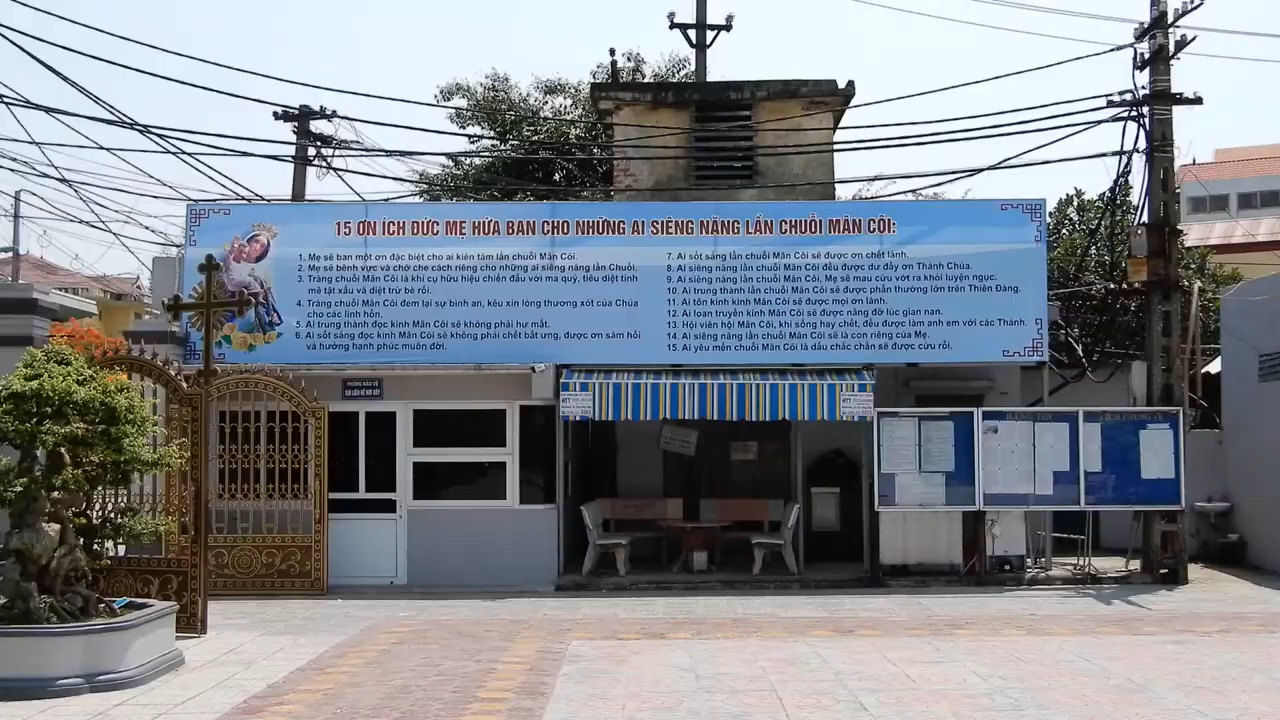 15 ƠN ÍCH ĐỨC MẸ HỨA BAN CHO NHỮNG AI SIÊNG NĂNG LẦN CHUỖI MÂN CÔI:
1. Mẹ sẽ ban một ơn đặc biệt cho ai kiên tâm lần chuỗi Mân Côi.
2. Mẹ sẽ bênh vực và chở che cách riêng cho những ai siêng năng lần Chuỗi.
3. Tràng chuỗi Mân Côi là khí cụ hữu hiệu chiến đấu với ma quỷ, tiêu diệt tính
mê tật xấu và diệt trừ bè rối.
4. Tràng chuỗi Mân Côi đem lại sự bình an, kêu xin lòng thương xót của Chúa
cho các linh hồn.
5. Ai trung thành đọc kinh Mân Côi sẽ không phải hư mất.
6. Ai sốt sắng đọc kinh Mân Côi sẽ không phải chết bất ưng, được ơn sám hối
và hưởng hạnh phúc muôn đời.
7. Ai sốt sắng lần chuỗi Mân Côi sẽ được ơn chết lành.
8. Ai siêng năng lần chuỗi Mân Côi đều được dư đầy ơn Thánh Chúa.
9. Ai siêng năng lần chuỗi Mân Côi, Mẹ sẽ mau cứu vớt ra khỏi luyện ngục.
10. Ai trung thành lần chuỗi Mân Côi sẽ được phần thưởng lớn trên Thiên Đàng.
11. Ai tôn kính kinh Mân Côi sẽ được mọi ơn lành.
12. Ai loan truyền kinh Mân Côi sẽ được nâng đỡ lúc gian nan.
13. Hội viên hội Mân Côi, khi sống hay chết, đều được làm anh em với các Thánh.
14. Ai siêng năng lần chuỗi Mân Côi sẽ là con riêng của Mẹ.
15. Ai yêu mến chuỗi Mân Côi là dấu chắc chắn sẽ được cứu rỗi.
PHÒNG BẢO VỆ
XIN LIÊN HỆ NƠI ĐÂY
HTT
HTT
BẢNG TIN